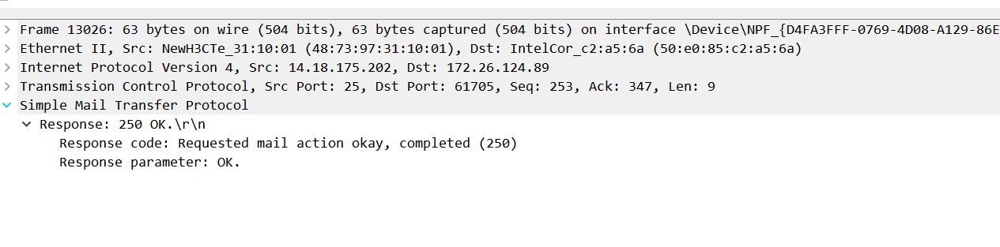 Frame 13026: 63 bytes on wire (504 bits), 63 bytes captured (504 bits) on interface \Device\NPF_{D4FA3FFF-0769-4D08-A129-86E
Ethernet II, Src: NewH3CTe_31:10:01 (48:73:97:31:10:01), Dst: IntelCor_c2:a5:6a (50:e0:85:c2:a5:6a)
Internet Protocol Version 4, Src: 14.18.175.202, Dst: 172.26.124.89
Transmission Control Protocol, Src Port: 25, Dst Port: 61705, Seq: 253, Ack: 347, Len: 9
Simple Mail Transfer Protocol
Response: 250 OK.\r\n
Response code: Requested mail action okay, completed (250)
Response parameter: OK.